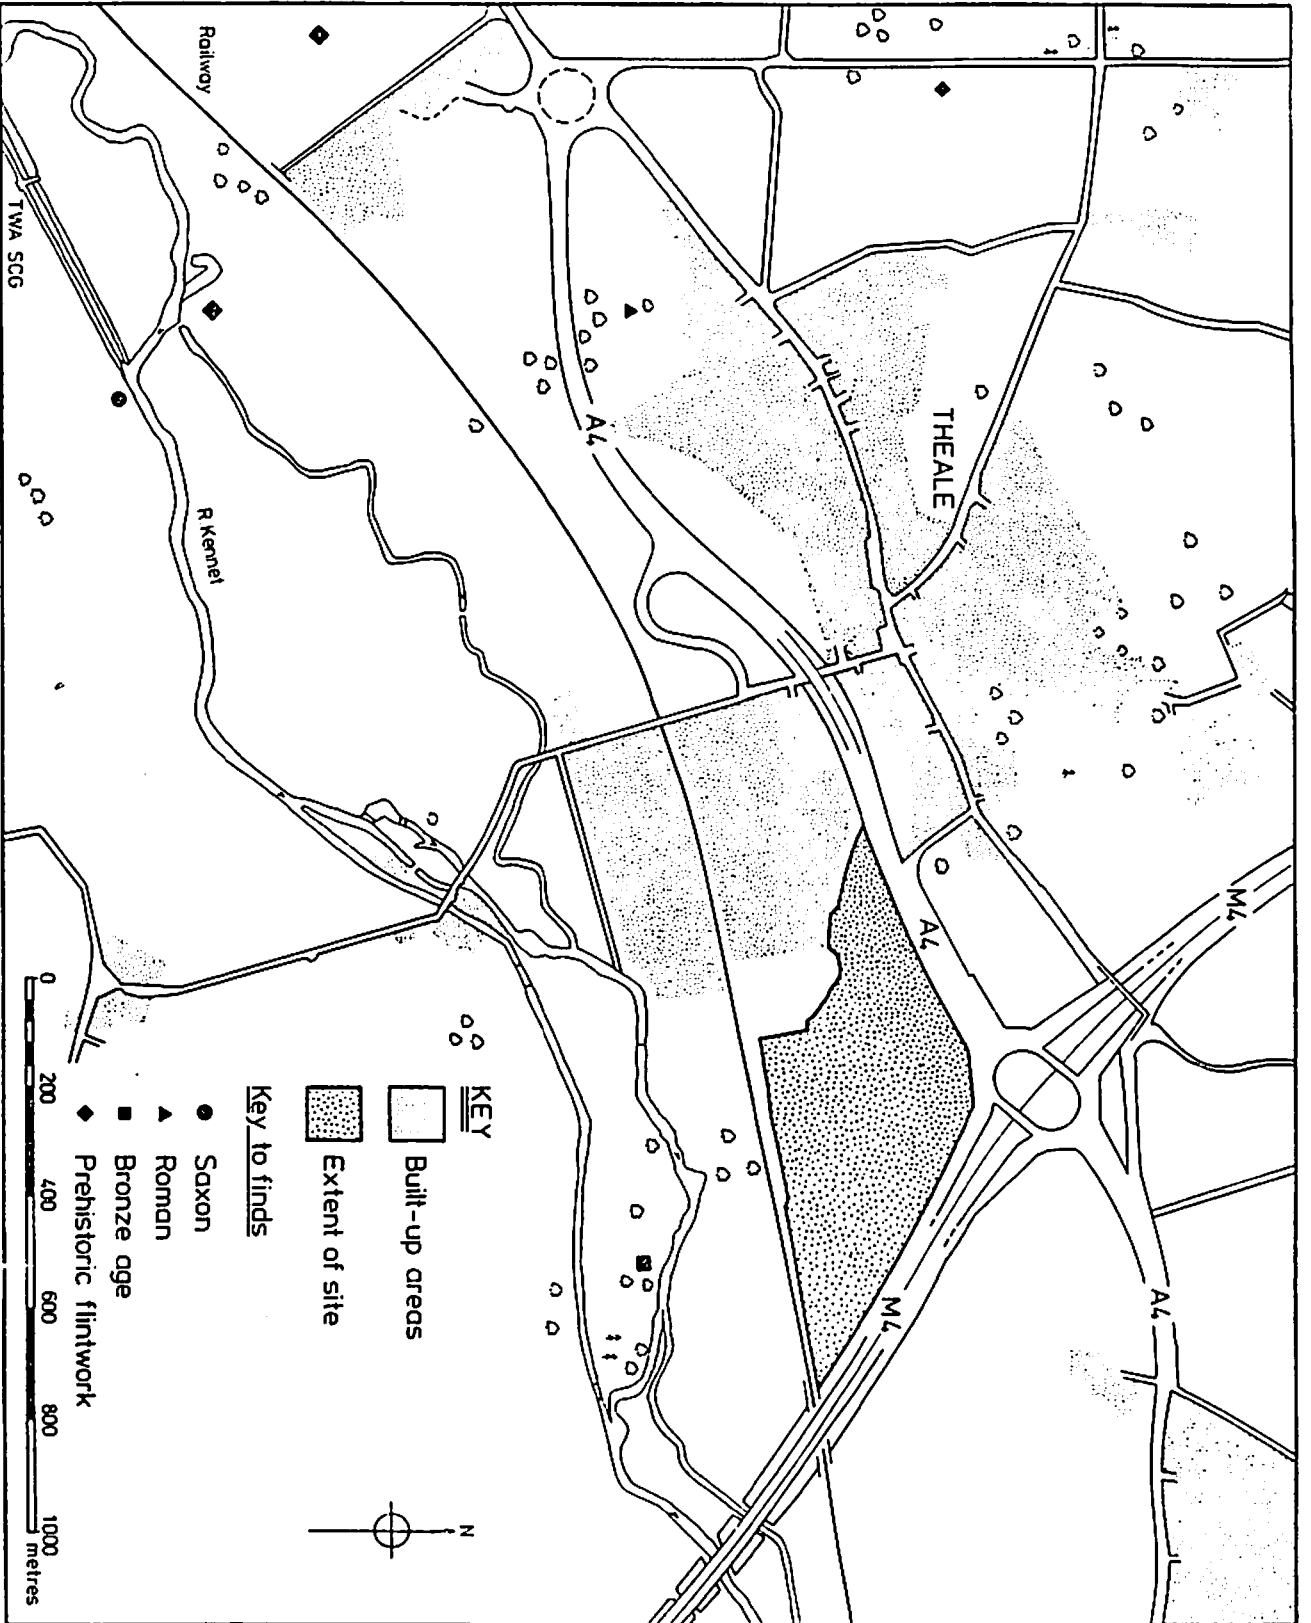 M4
A4
THEALE
A4
M4
A4
Railway
R Kennet
TWA SCG
KEY
Built-up areas
Extent of site
Key to finds
Saxon
Roman
Bronze age
Prehistoric flintwork
N
0 200 400 600 800 1000
metres